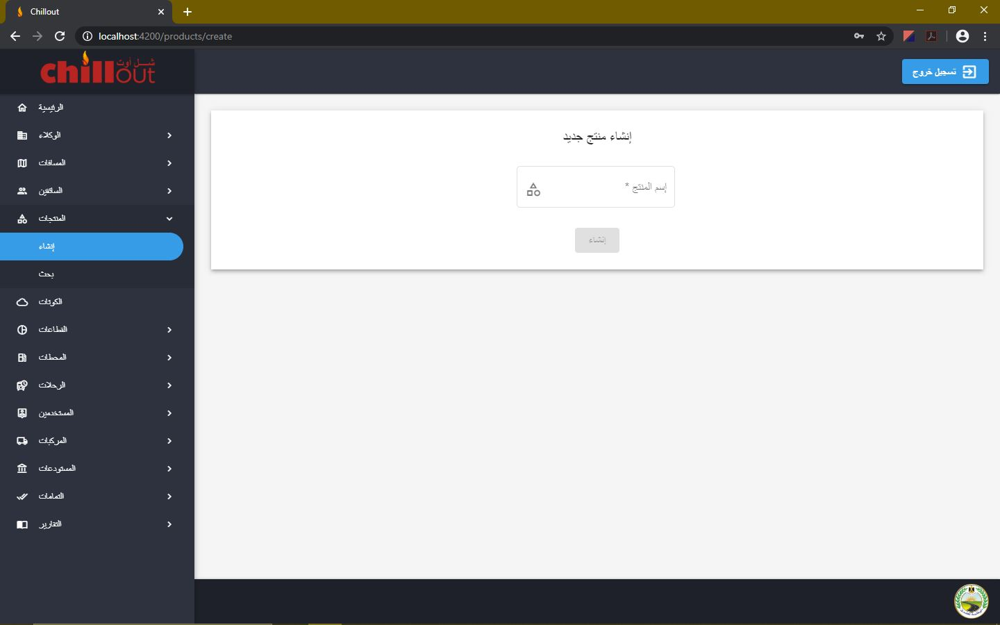 Chillout
localhost:4200/products/create
شـل أوت
chillout
تسجيل خروج
الرئيسية
الوكلاء
المسافات
السائقين
المنتجات
إنشاء
بحث
الكوتات
القطاعات
المحطات
الرحلات
المستخدمين
المركبات
المستودعات
التمامات
التقارير
إنشاء منتج جديد
إسم المنتج *
إنشاء